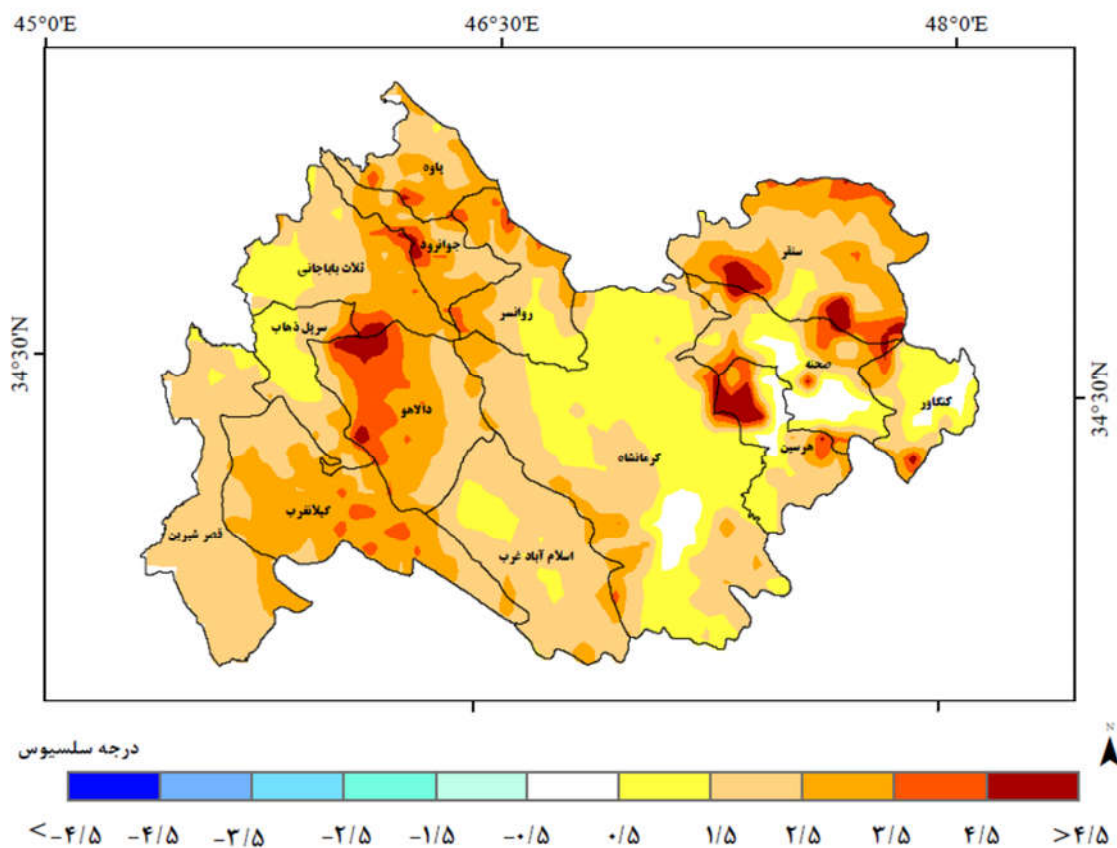 45°0'E 46°30'E 48°0'E
34°30'N
34°30'N
پاوه
جوانرود
ثلاث باباجانی
سنقر
روانسر
سرپل ذهاب
صحنه
کنگاور
دالاهو
کرمانشاه
هرسین
گیلانغرب
قصر شیرین
اسلام آباد غرب
N
درجه سلسیوس
<-۴/۵ -۴/۵ -۳/۵ -۲/۵ -۱/۵ -۰/۵ ۰/۵ ۱/۵ ۲/۵ ۳/۵ ۴/۵ >۴/۵